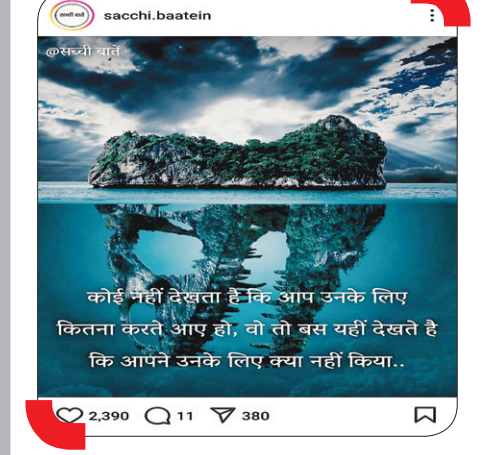 सच्ची बातें
sacchi.baatein
@सच्ची बातें
कोई नहीं देखता है कि आप उनके लिए
कितना करते आए हो, वो तो बस यहीं देखते है
कि आपने उनके लिए क्या नहीं किया..
2,390 11 380